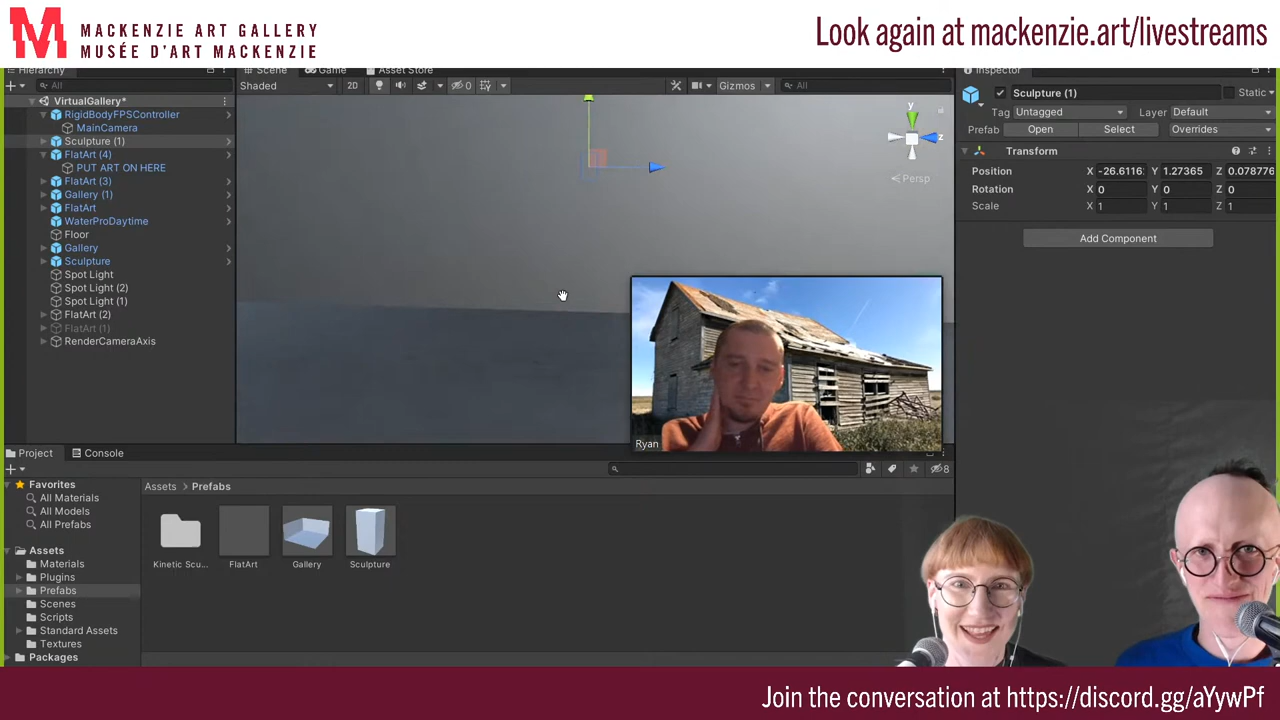 MACKENZIE ART GALLERY
MUSÉE D'ART MACKENZIE
Look again at mackenzie.art/livestreams
Hierarchy
Scene
Game
Asset Store
Inspector
All
Shaded
2D
0
Gizmos
All
VirtualGallery*
RigidBodyFPSController
MainCamera
Sculpture (1)
FlatArt (4)
PUT ART ON HERE
FlatArt (3)
Gallery (1)
FlatArt
WaterProDaytime
Floor
Gallery
Sculpture
Spot Light
Spot Light (2)
Spot Light (1)
FlatArt (2)
FlatArt (1)
RenderCameraAxis
y
z
Persp
Sculpture (1)
Static
Tag Untagged Layer Default
Prefab Open Select Overrides
Transform
Position X -26.6116 Y 1.27365 Z 0.078776
Rotation X 0 Y 0 Z 0
Scale X 1 Y 1 Z 1
Add Component
Ryan
Project Console
8
Favorites
All Materials
All Models
All Prefabs
Assets
Materials
Plugins
Prefabs
Scenes
Scripts
Standard Assets
Textures
Packages
Assets > Prefabs
Kinetic Scu...
FlatArt
Gallery
Sculpture
Join the conversation at https://discord.gg/aYywPf